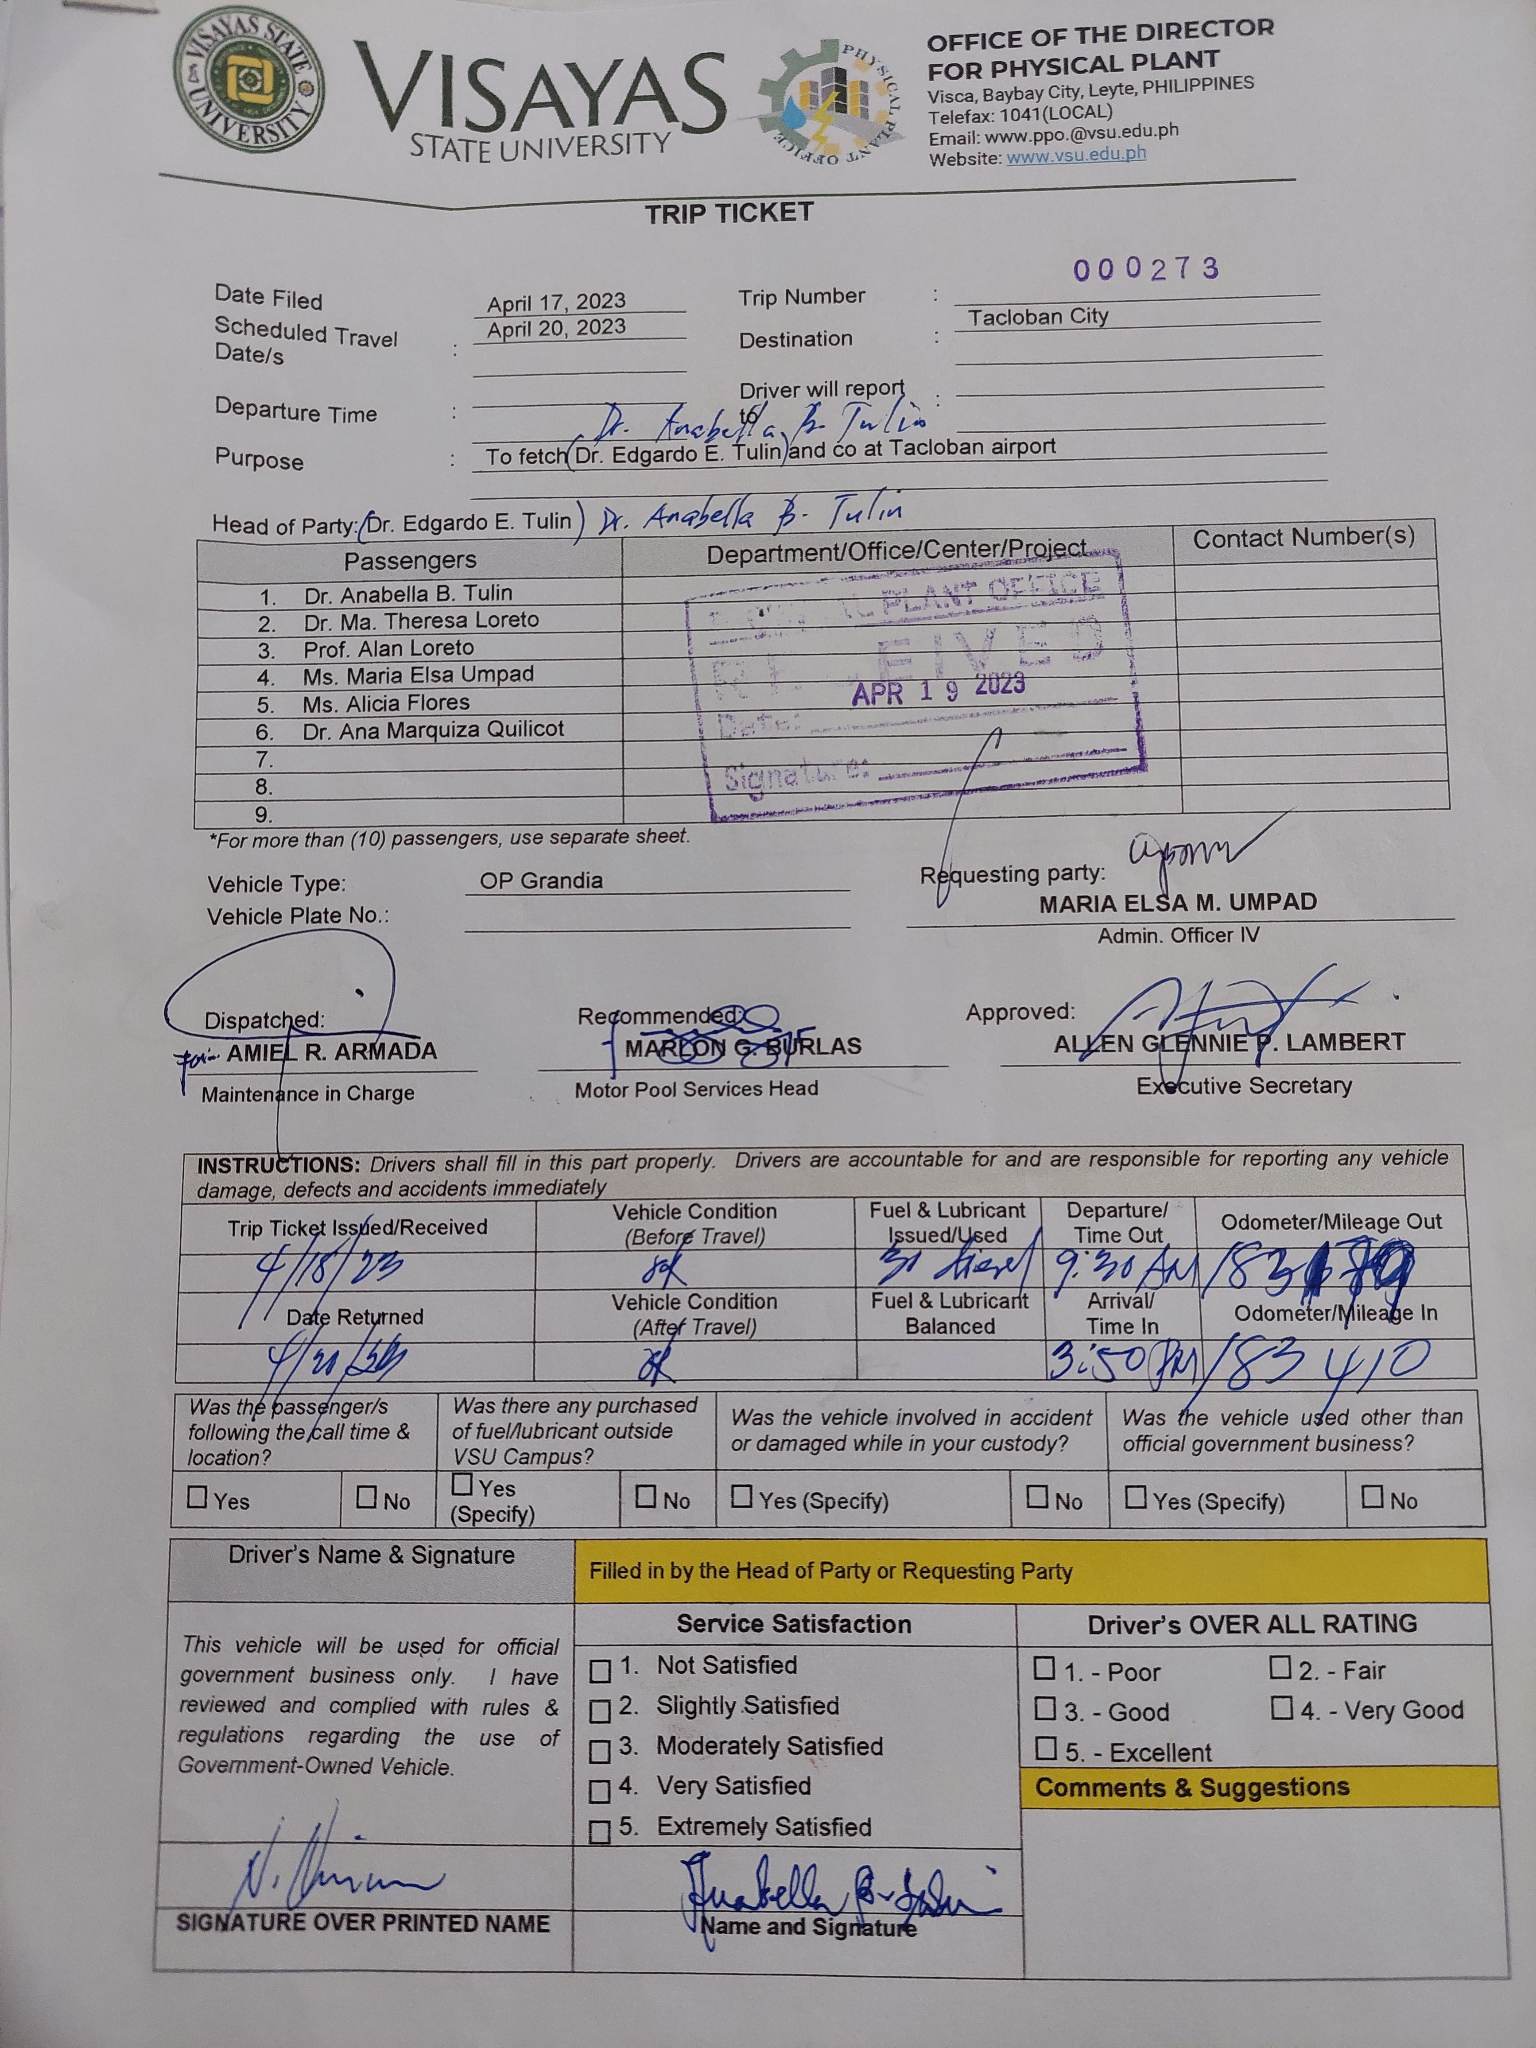 VISAYAS STATE UNIVERSITY
VISAYAS
STATE UNIVERSITY
PHYSICAL PLANT OFFICE
OFFICE OF THE DIRECTOR
FOR PHYSICAL PLANT
Visca, Baybay City, Leyte, PHILIPPINES
Telefax: 1041(LOCAL)
Email: www.ppo.@vsu.edu.ph
Website: www.vsu.edu.ph
TRIP TICKET
000273
Date Filed April 17, 2023 Trip Number :
Scheduled Travel Date/s : April 20, 2023 Destination : Tacloban City
Departure Time : Driver will report to :
Dr. Anabella B. Tulin
Purpose : To fetch (Dr. Edgardo E. Tulin) and co at Tacloban airport
Head of Party: (Dr. Edgardo E. Tulin) Dr. Anabella B. Tulin
Passengers Department/Office/Center/Project Contact Number(s)
1. Dr. Anabella B. Tulin
2. Dr. Ma. Theresa Loreto
3. Prof. Alan Loreto
4. Ms. Maria Elsa Umpad
5. Ms. Alicia Flores
6. Dr. Ana Marquiza Quilicot
7.
8.
9.
PLANT OFFICE
APR 19 2023
Date:
Signature:
*For more than (10) passengers, use separate sheet.
Vehicle Type: OP Grandia Requesting party:
Vehicle Plate No.: MARIA ELSA M. UMPAD
Admin. Officer IV
Dispatched: Recommended: Approved:
for: AMIEL R. ARMADA MARLON G. BURLAS ALLEN GLENNIE P. LAMBERT
Maintenance in Charge Motor Pool Services Head Executive Secretary
INSTRUCTIONS: Drivers shall fill in this part properly. Drivers are accountable for and are responsible for reporting any vehicle
damage, defects and accidents immediately
Trip Ticket Issued/Received Vehicle Condition (Before Travel) Fuel & Lubricant Issued/Used Departure/ Time Out Odometer/Mileage Out
4/18/23 ok 30 diesel 9:30 AM
Date Returned Vehicle Condition (After Travel) Fuel & Lubricant Balanced Arrival/ Time In Odometer/Mileage In
4/20/23 ok 3:50 PM 183410
Was the passenger/s following the call time & location? Was there any purchased of fuel/lubricant outside VSU Campus? Was the vehicle involved in accident or damaged while in your custody? Was the vehicle used other than official government business?
Yes No Yes (Specify) No Yes (Specify) No Yes (Specify) No
Driver's Name & Signature Filled in by the Head of Party or Requesting Party
Service Satisfaction Driver's OVER ALL RATING
This vehicle will be used for official
government business only. I have
reviewed and complied with rules &
regulations regarding the use of
Government-Owned Vehicle.
1. Not Satisfied
2. Slightly Satisfied
3. Moderately Satisfied
4. Very Satisfied
5. Extremely Satisfied
1. - Poor 2. - Fair
3. - Good 4. - Very Good
5. - Excellent
Comments & Suggestions
Anabella B. Tulin
SIGNATURE OVER PRINTED NAME Name and Signature